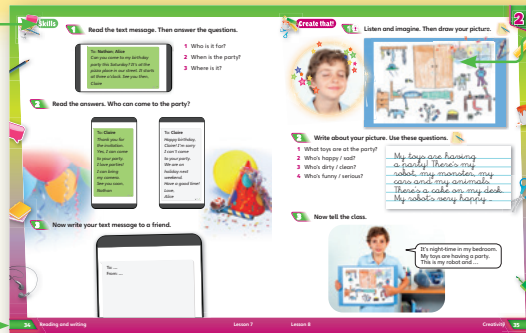 Skills
1 Read the text message. Then answer the questions.
To: Nathan, Alice
Can you come to my birthday
party this Saturday? It's at the
pizza place in our street. It starts
at three o'clock. See you then,
Claire
1 Who is it for?
2 When is the party?
3 Where is it?
2 Read the answers. Who can come to the party?
To: Claire
Thank you for
the invitation.
Yes, I can come
to your party.
I love parties!
I can bring
my camera.
See you soon,
Nathan
To: Claire
Happy birthday,
Claire! I'm sorry
I can't come
to your party.
We are on
holiday next
weekend.
Have a good time!
Love,
Alice
3 Now write your text message to a friend.
To: ...
From: ...
34 Reading and writing
Lesson 7
2
Create that!
1 Listen and imagine. Then draw your picture.
2 Write about your picture. Use these questions.
1 What toys are at the party?
2 Who's happy / sad?
3 Who's dirty / clean?
4 Who's funny / serious?
My toys are having
a party! There's my
robot, my monster, my
cars and my animals.
There's a cake on my desk.
My robot's very happy ...
3 Now tell the class.
It's night-time in my bedroom.
My toys are having a party.
This is my robot and ...
Lesson 8
Creativity 35